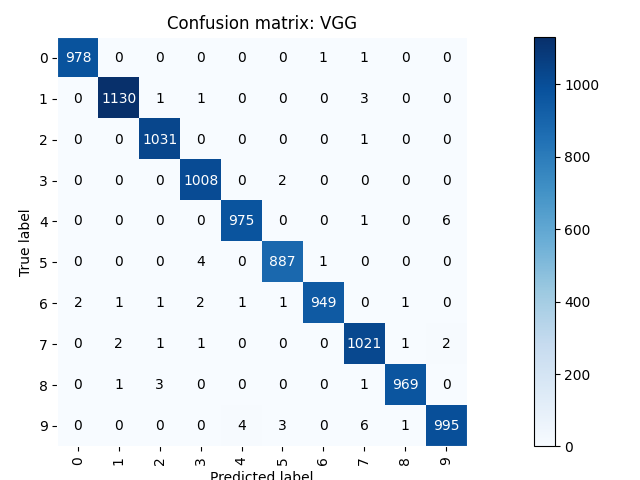 Confusion matrix: VGG
0 978 0 0 0 0 0 1 1 0 0
1 0 1130 1 1 0 0 0 3 0 0
2 0 0 1031 0 0 0 0 1 0 0
3 0 0 0 1008 0 2 0 0 0 0
4 0 0 0 0 975 0 0 1 0 6
5 0 0 0 4 0 887 1 0 0 0
6 2 1 1 2 1 1 949 0 1 0
7 0 2 1 1 0 0 0 1021 1 2
8 0 1 3 0 0 0 0 1 969 0
9 0 0 0 0 4 3 0 6 1 995
0 1 2 3 4 5 6 7 8 9
True label
Predicted label
1000
800
600
400
200
0